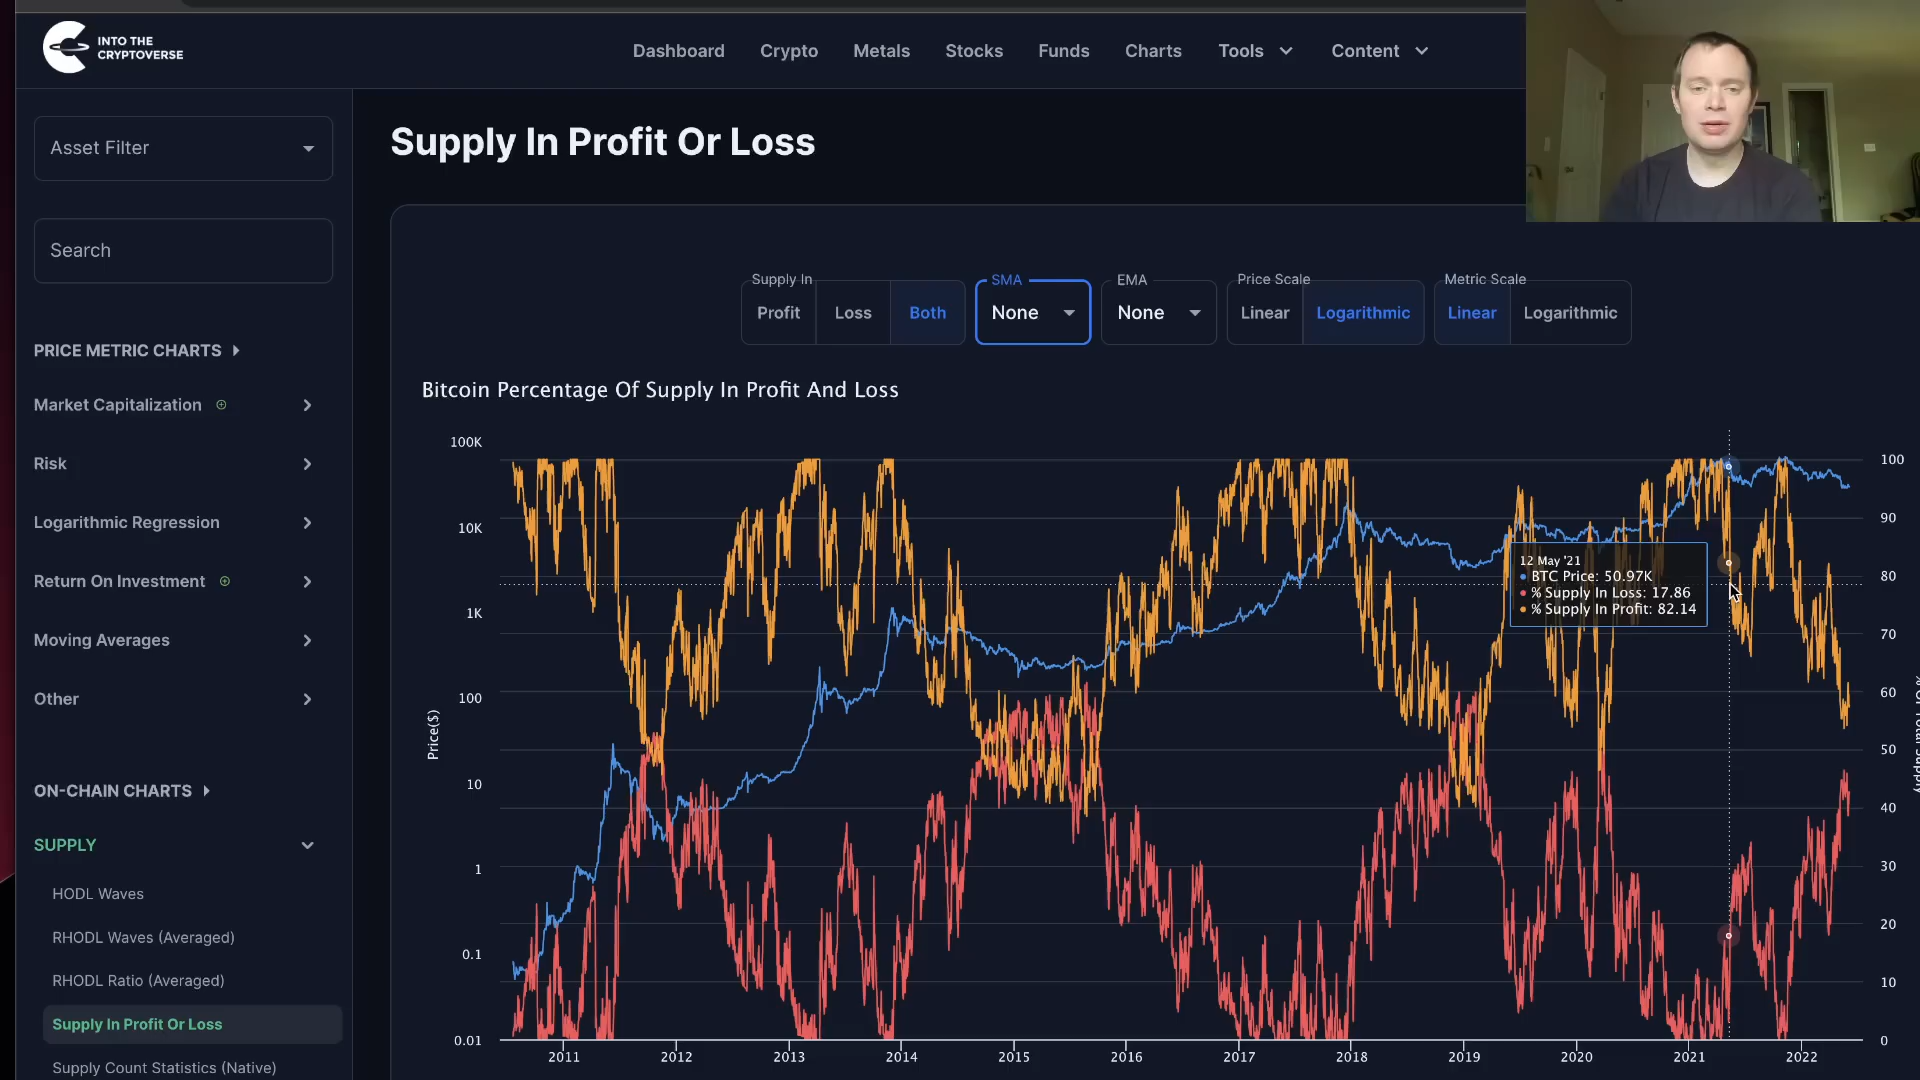 INTO THE
CRYPTOVERSE
Dashboard Crypto Metals Stocks Funds Charts Tools Content
Asset Filter
Search
PRICE METRIC CHARTS
Market Capitalization
Risk
Logarithmic Regression
Return On Investment
Moving Averages
Other
ON-CHAIN CHARTS
SUPPLY
HODL Waves
RHODL Waves (Averaged)
RHODL Ratio (Averaged)
Supply In Profit Or Loss
Supply Count Statistics (Native)
Supply In Profit Or Loss
Supply In SMA EMA Price Scale Metric Scale
Profit Loss Both None None Linear Logarithmic Linear Logarithmic
Bitcoin Percentage Of Supply In Profit And Loss
100K
10K
1K
100
10
1
0.1
0.01
Price($)
12 May '21
BTC Price: 50.97K
% Supply In Loss: 17.86
% Supply In Profit: 82.14
100
90
80
70
60
50
40
30
20
10
0
% Of Total Supply
2011 2012 2013 2014 2015 2016 2017 2018 2019 2020 2021 2022